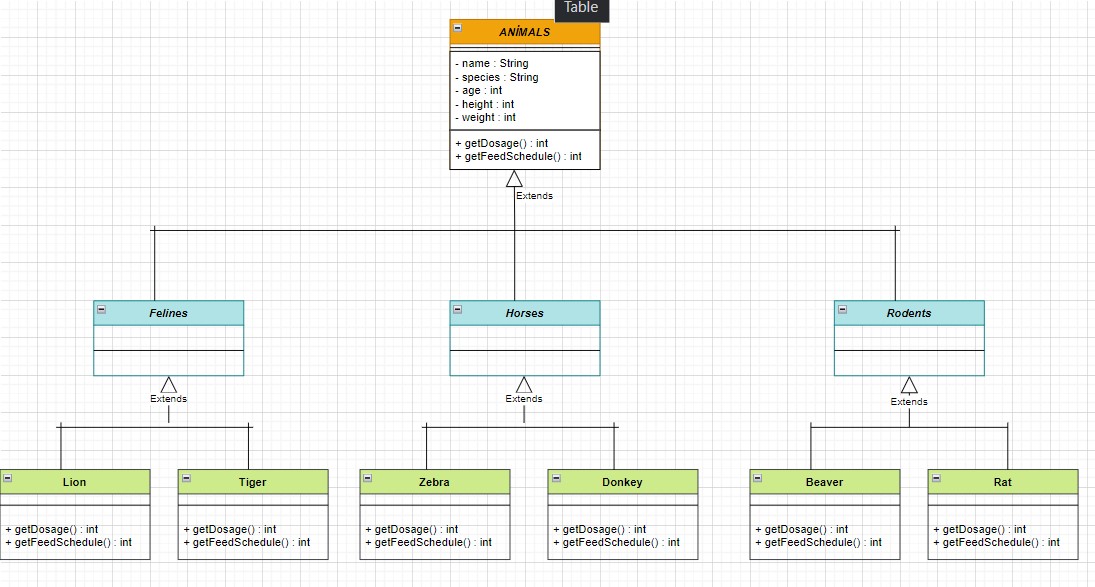 Table
ANİMALS
- name : String
- species : String
- age : int
- height : int
- weight : int
+ getDosage() : int
+ getFeedSchedule() : int
Extends
Felines
Horses
Rodents
Extends
Extends
Extends
Lion
Tiger
Zebra
Donkey
Beaver
Rat
+ getDosage() : int
+ getFeedSchedule() : int
+ getDosage() : int
+ getFeedSchedule() : int
+ getDosage() : int
+ getFeedSchedule() : int
+ getDosage() : int
+ getFeedSchedule() : int
+ getDosage() : int
+ getFeedSchedule() : int
+ getDosage() : int
+ getFeedSchedule() : int